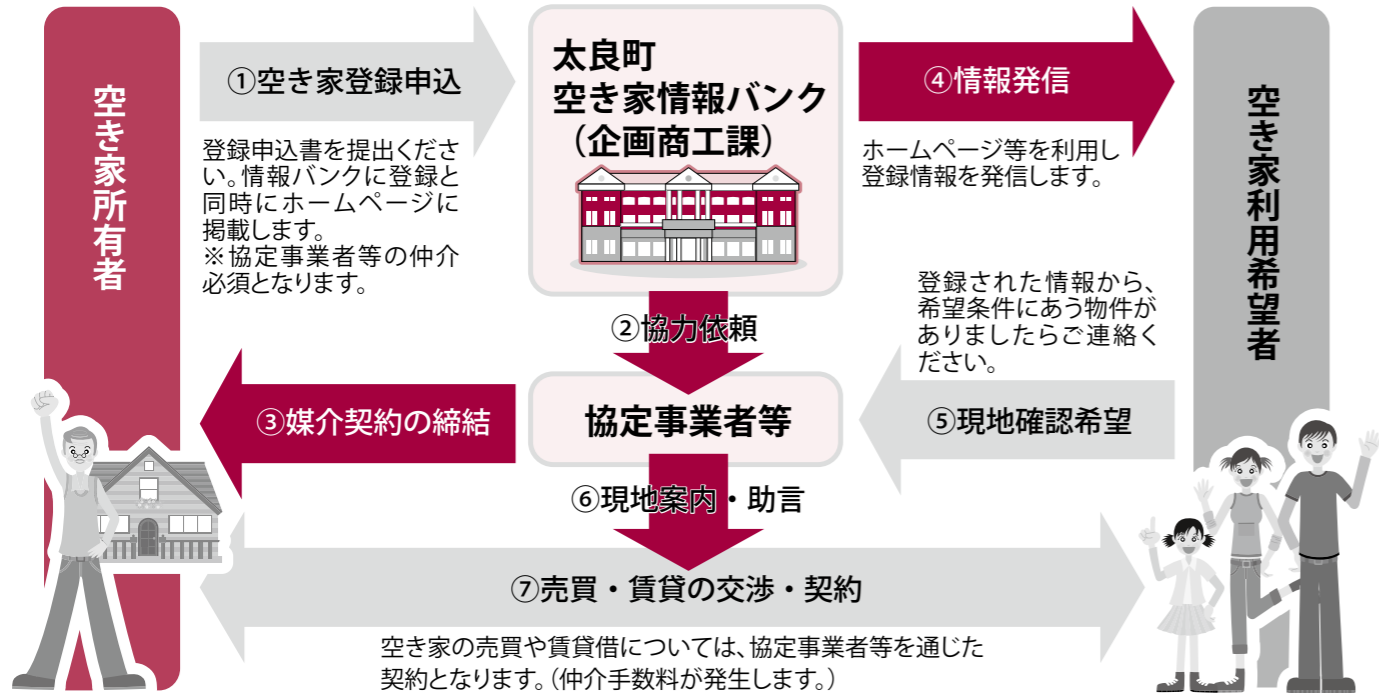 空き家所有者
①空き家登録申込
登録申込書を提出くださ
い。情報バンクに登録と
同時にホームページに
掲載します。
※協定事業者等の仲介
必須となります。
太良町
空き家情報バンク
（企画商工課）
④情報発信
ホームページ等を利用し
登録情報を発信します。
空き家利用希望者
②協力依頼
登録された情報から、
希望条件にあう物件が
ありましたらご連絡く
ださい。
③媒介契約の締結
協定事業者等
⑤現地確認希望
⑥現地案内・助言
⑦売買・賃貸の交渉・契約
空き家の売買や賃貸借については、協定事業者等を通じた
契約となります。（仲介手数料が発生します。）